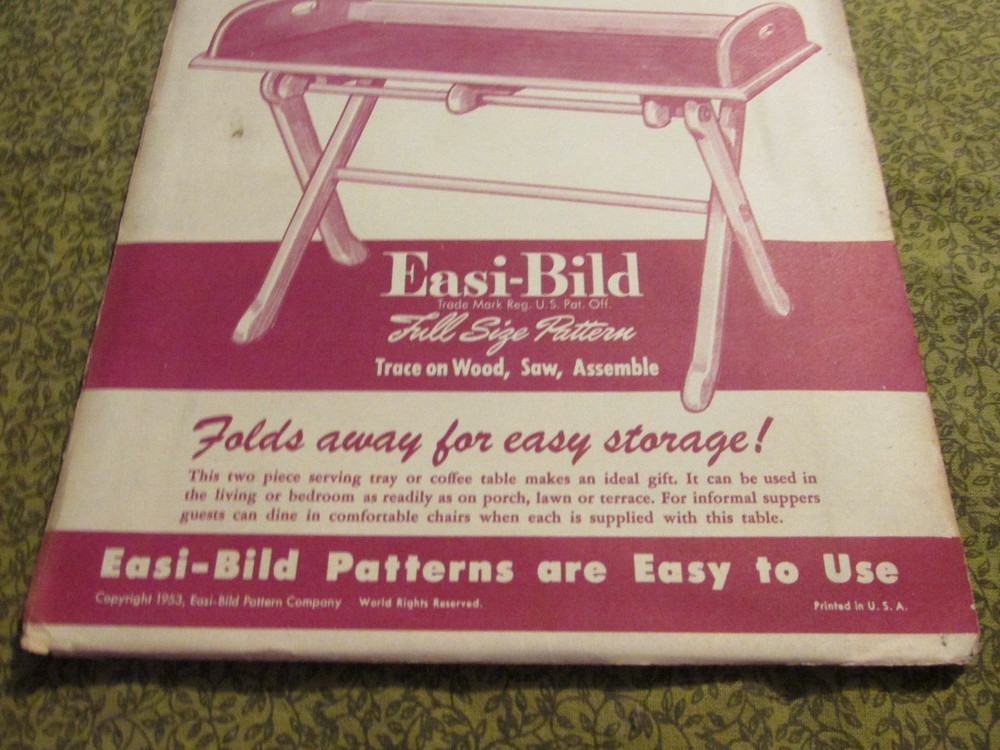 Easi-Bild
Trade Mark Reg. U.S. Pat. Off.
Full Size Pattern
Trace on Wood, Saw, Assemble
Folds away for easy storage!
This two piece serving tray or coffee table makes an ideal gift. It can be used in
the living or bedroom as readily as on porch, lawn or terrace. For informal suppers
guests can dine in comfortable chairs when each is supplied with this table.
Easi-Bild Patterns are Easy to Use
Copyright 1953, Easi-Bild Pattern Company World Rights Reserved. Printed in U. S. A.